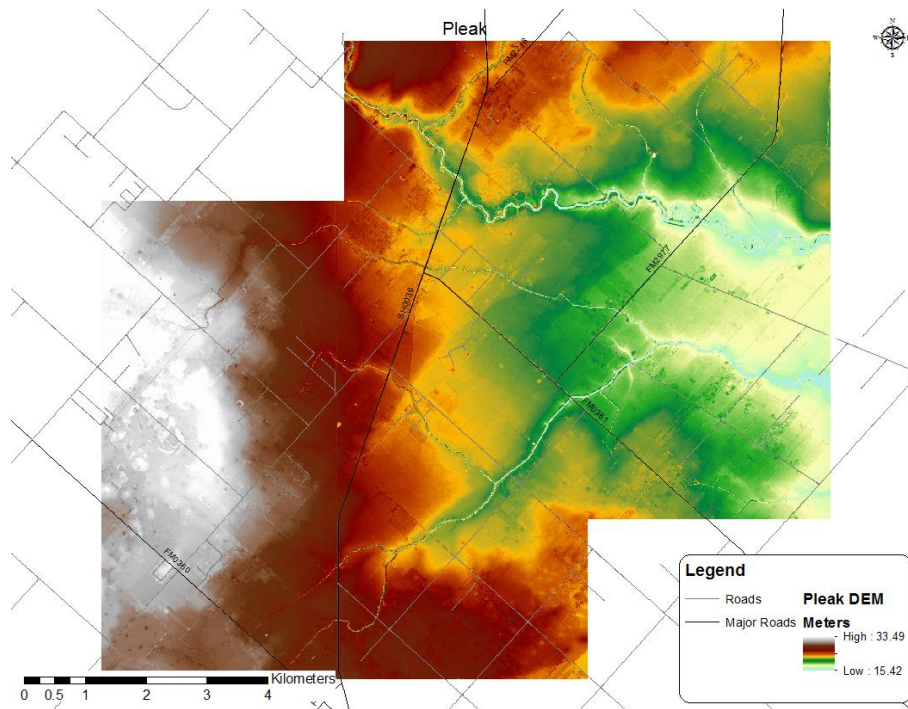 Pleak
N
W
E
S
FM2218
SH0036
FM2977
FM0361
FM0360
Legend
Roads
Major Roads
Pleak DEM
Meters
High : 33.49
Low : 15.42
0 0.5 1 2 3 4
Kilometers